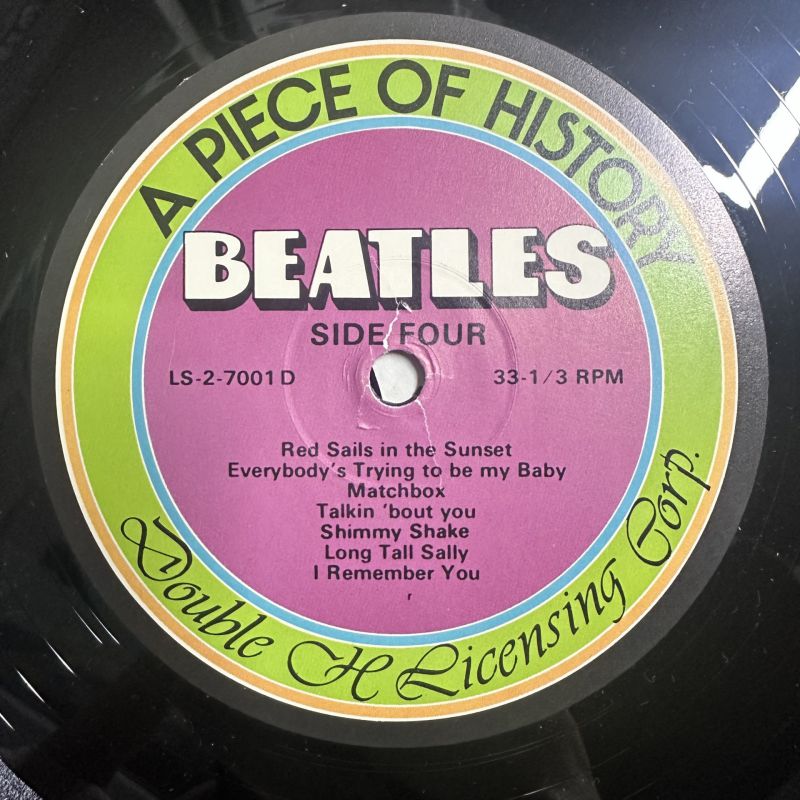 A PIECE OF HISTORY
BEATLES
SIDE FOUR
LS-2-7001 D
33-1/3 RPM
Red Sails in the Sunset
Everybody's Trying to be my Baby
Matchbox
Talkin 'bout you
Shimmy Shake
Long Tall Sally
I Remember You
r
Double H Licensing Corp.